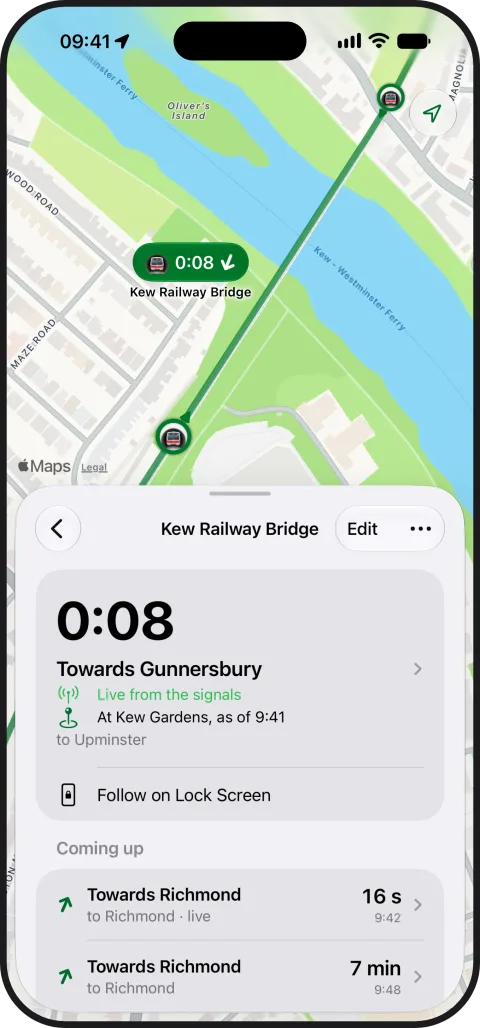 09:41
minster Ferry
Oliver's
Island
MAGNOLIA
WOOD ROAD
0:08
Kew Railway Bridge
Kew - Westminster Ferry
MAZE ROAD
Maps
Legal
Kew Railway Bridge
Edit
0:08
Towards Gunnersbury
Live from the signals
At Kew Gardens, as of 9:41
to Upminster
Follow on Lock Screen
Coming up
Towards Richmond
16 s
to Richmond · live
9:42
Towards Richmond
7 min
to Richmond
9:48